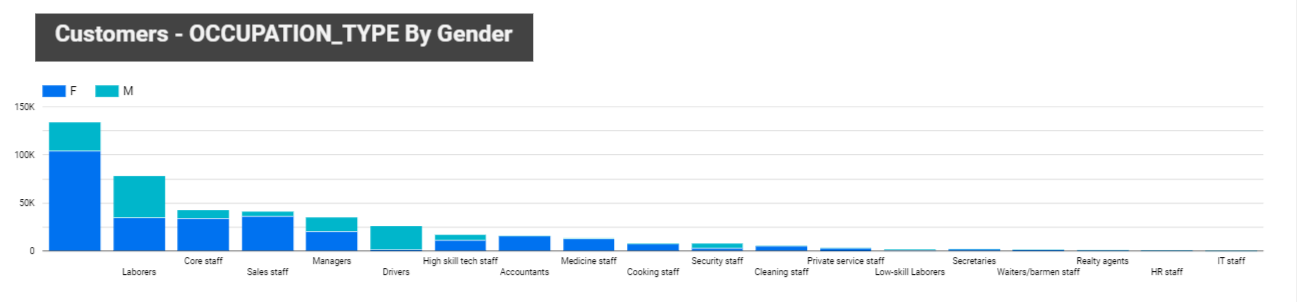 Customers - OCCUPATION_TYPE By Gender
F M
150K
100K
50K
0
Core staff Managers High skill tech staff Medicine staff Security staff Private service staff Secretaries Realty agents IT staff
Laborers Sales staff Drivers Accountants Cooking staff Cleaning staff Low-skill Laborers Waiters/barmen staff HR staff